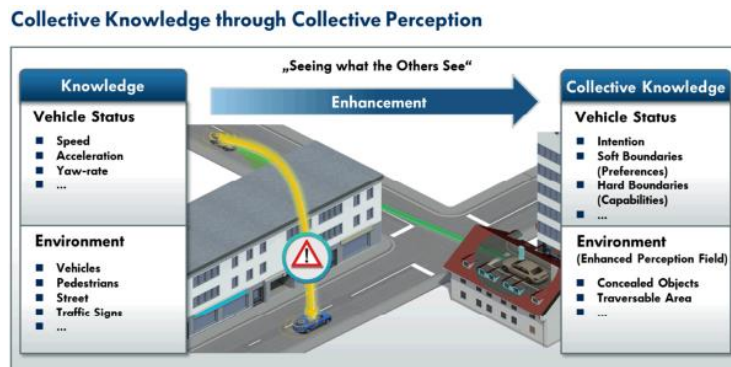 Collective Knowledge through Collective Perception
Knowledge
Vehicle Status
Speed
Acceleration
Yaw-rate
...
Environment
Vehicles
Pedestrians
Street
Traffic Signs
...
„Seeing what the Others See“
Enhancement
Collective Knowledge
Vehicle Status
Intention
Soft Boundaries
(Preferences)
Hard Boundaries
(Capabilities)
...
Environment
(Enhanced Perception Field)
Concealed Objects
Traversable Area
...